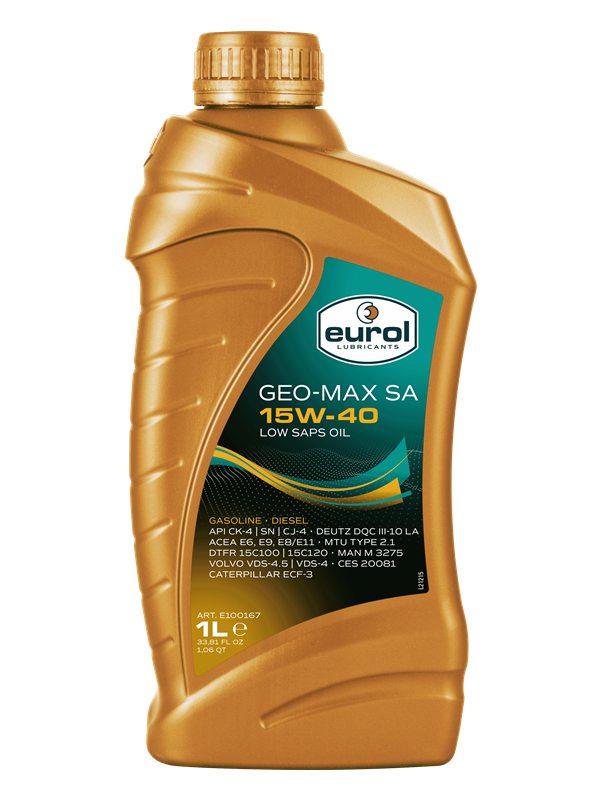 eurol
LUBRICANTS
GEO-MAX SA
15W-40
LOW SAPS OIL
GASOLINE · DIESEL
API CK-4 | SN | CJ-4 · DEUTZ DQC III-10 LA
ACEA E6, E9, E8/E11 · MTU TYPE 2.1
DTFR 15C100 | 15C120 · MAN M 3275
VOLVO VDS-4.5 | VDS-4 · CES 20081
CATERPILLAR ECF-3
L21215
ART. E100167
1L e
33,81 FL OZ
1,06 QT